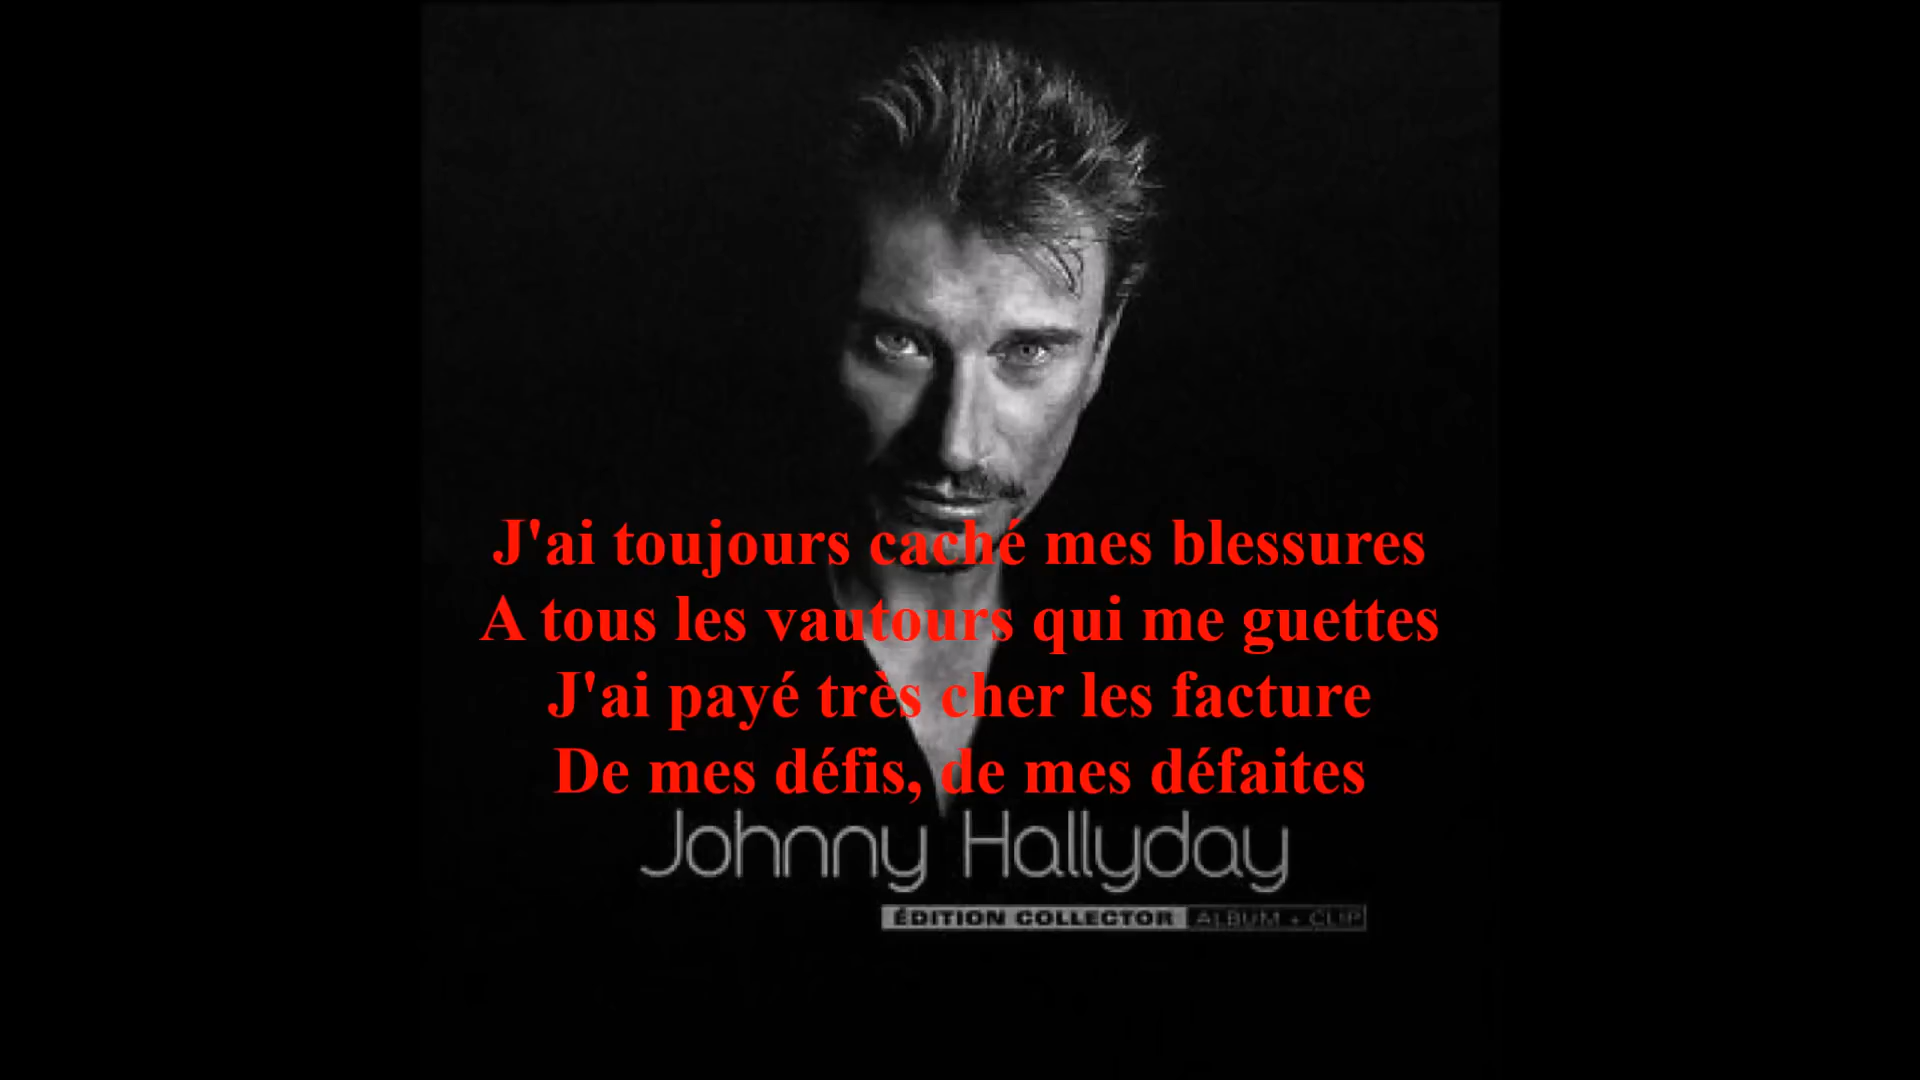 J'ai toujours caché mes blessures
A tous les vautours qui me guettes
J'ai payé très cher les facture
De mes défis, de mes défaites
Johnny Hallyday
ÉDITION COLLECTOR ALBUM + CLIP